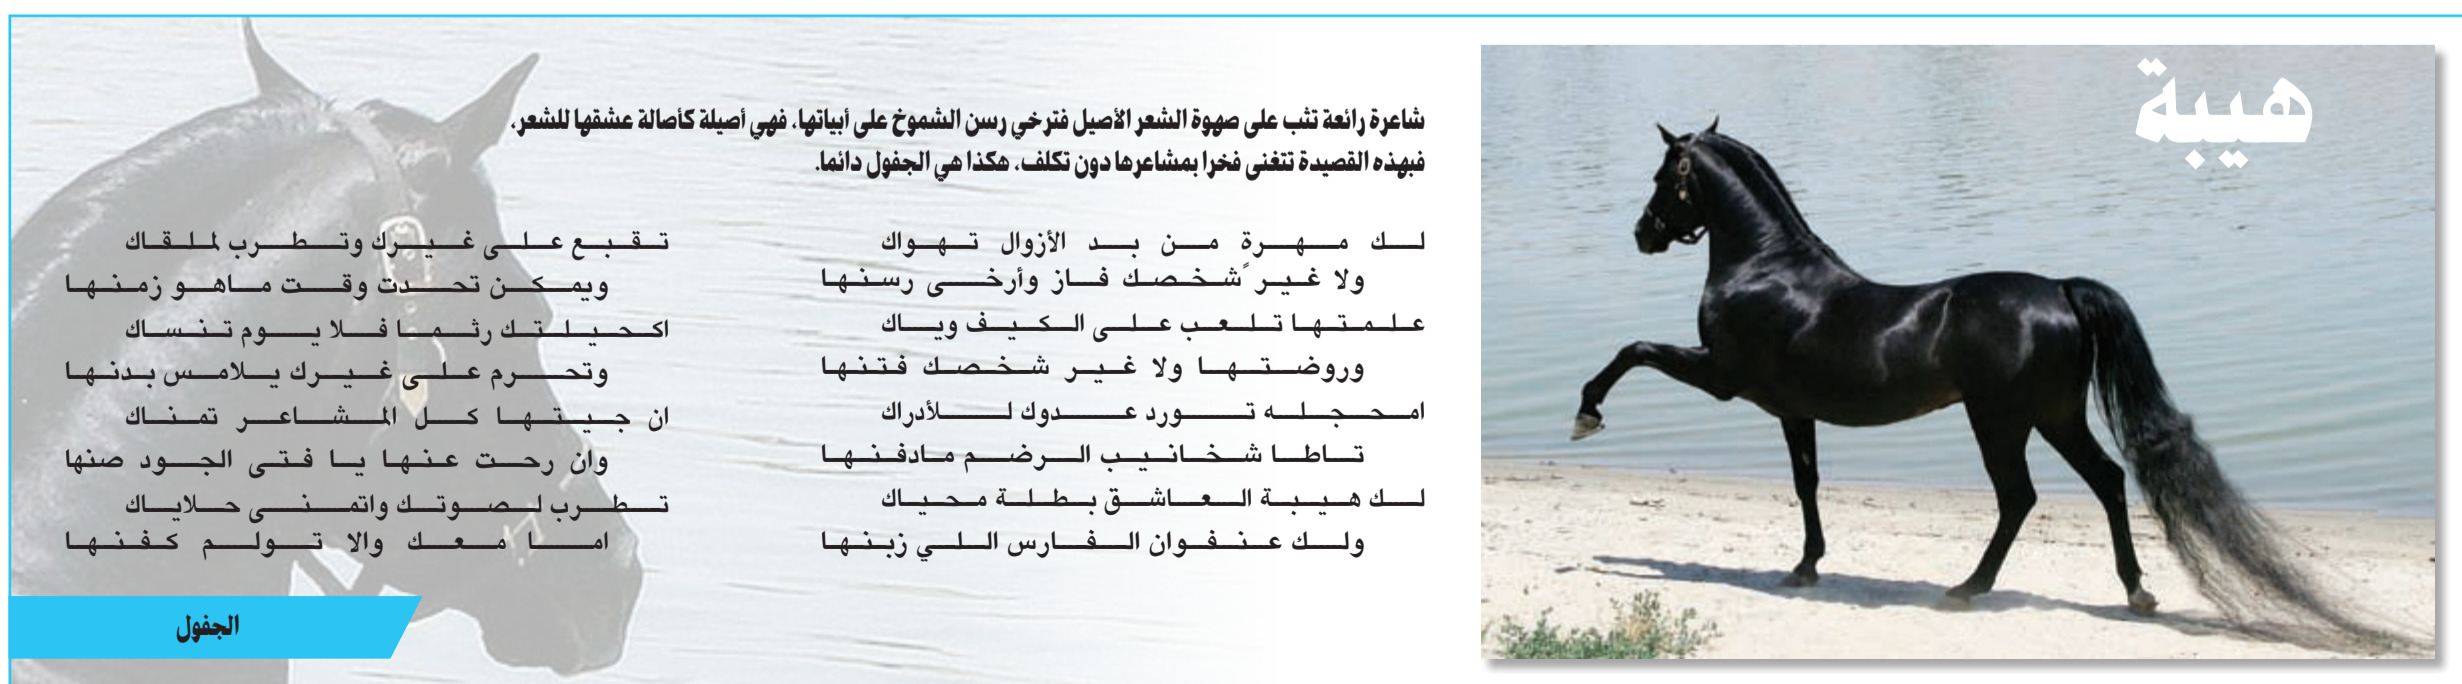 هيبة
شاعرة رائعة تثب على صهوة الشعر الأصيل فترخي رسن الشموخ على أبياتها، فهي أصيلة كأصالة عشقها للشعر،
فبهذه القصيدة تتغنى فخرا بمشاعرها دون تكلف، هكذا هي الجفول دائما.
لك مهرة من بد الأزوال تهواك
تقبع على غيرك وتطرب لملقاك
ولا غير ًشخصك فاز وأرخى رسنها
ويمكن تحدت وقت ماهو زمنها
علمتها تلعب على الكيف وياك
اكحيلتك رثما فلا يوم تنساك
وروضتها ولا غير شخصك فتنها
وتحرم على غيرك يلامس بدنها
امحجله تورد عدوك للأدراك
ان جيتها كل المشاعر تمناك
تاطا شخانيب الرضم مادفنها
وان رحت عنها يا فتى الجود صنها
لك هيبة العاشق بطلة محياك
تطرب لصوتك واتمنى حلاياك
ولك عنفوان الفارس اللي زبنها
اما معك والا تولم كفنها
الجفول